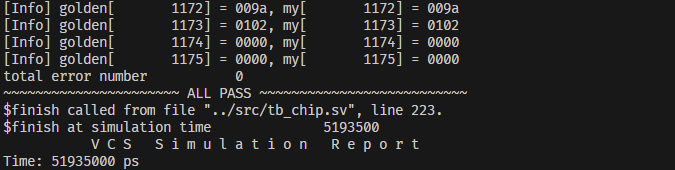 [Info] golden[       1172] = 009a, my[       1172] = 009a
[Info] golden[       1173] = 0102, my[       1173] = 0102
[Info] golden[       1174] = 0000, my[       1174] = 0000
[Info] golden[       1175] = 0000, my[       1175] = 0000
total error number           0
~~~~~~~~~~~~~~~~~~~~~~ ALL PASS ~~~~~~~~~~~~~~~~~~~~~~~~~~
$finish called from file "../src/tb_chip.sv", line 223.
$finish at simulation time              5193500
           V C S   S i m u l a t i o n   R e p o r t
Time: 51935000 ps